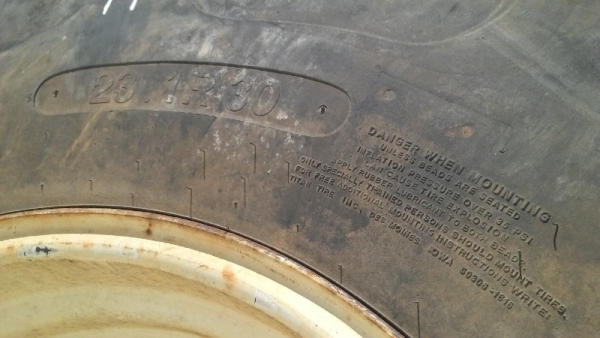 23.1R30
DANGER WHEN MOUNTING
UNLESS BEADS ARE SEATED
INFLATION PRESSURE OVER 35 PSI
CAN CAUSE TIRE EXPLOSION
APPLY RUBBER LUBRICANT TO BOTH BEADS
ONLY SPECIALLY TRAINED PERSONS SHOULD MOUNT TIRES.
FOR FREE ADDITIONAL MOUNTING INSTRUCTIONS WRITE:
TITAN TIRE INC., DES MOINES, IOWA 50306-1916